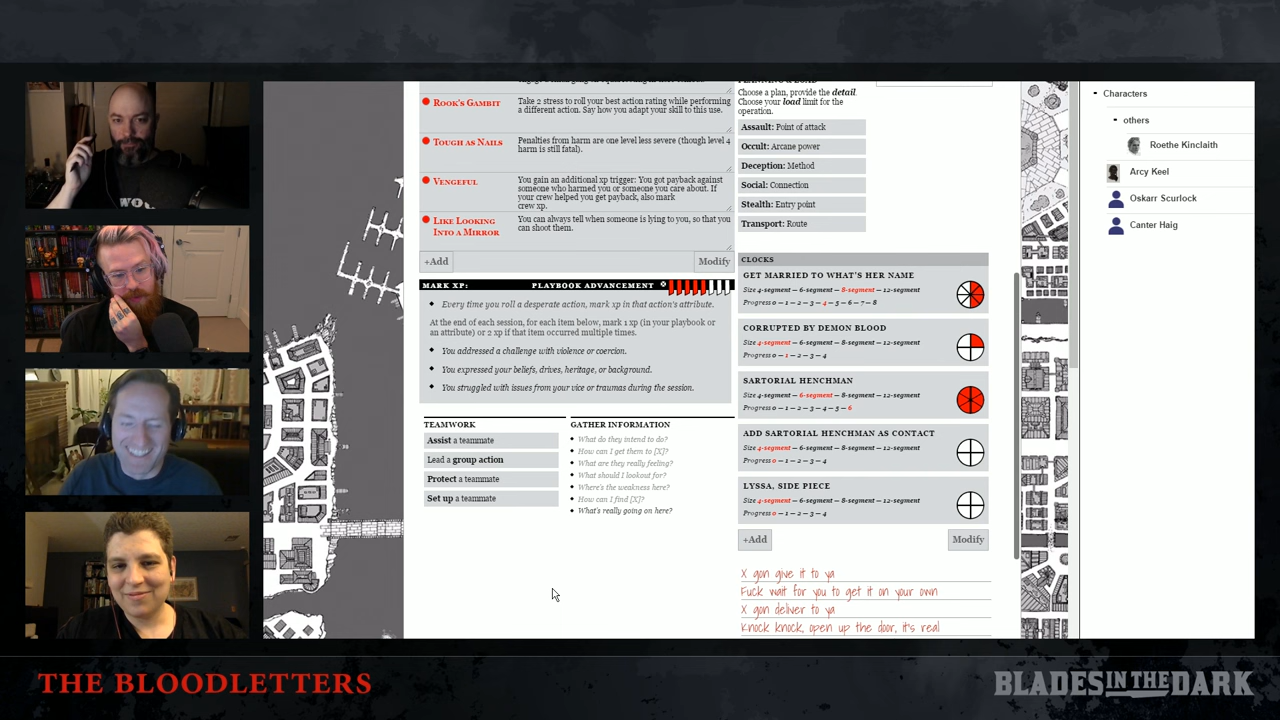 ROOK'S GAMBIT
Take 2 stress to roll your best action rating while performing
a different action. Say how you adapt your skill to this use.
TOUGH AS NAILS
Penalties from harm are one level less severe (though level 4
harm is still fatal).
VENGEFUL
You gain an additional xp trigger: You got payback against
someone who harmed you or someone you care about. If
your crew helped you get payback, also mark
crew xp.
LIKE LOOKING
INTO A MIRROR
You can always tell when someone is lying to you, so that you
can shoot them.
+Add
Modify
MARK XP:
PLAYBOOK ADVANCEMENT
Every time you roll a desperate action, mark xp in that action's attribute.
At the end of each session, for each item below, mark 1 xp (in your playbook or
an attribute) or 2 xp if that item occurred multiple times.
You addressed a challenge with violence or coercion.
You expressed your beliefs, drives, heritage, or background.
You struggled with issues from your vice or traumas during the session.
TEAMWORK
Assist a teammate
Lead a group action
Protect a teammate
Set up a teammate
GATHER INFORMATION
What do they intend to do?
How can I get them to [X]?
What are they really feeling?
What should I lookout for?
Where's the weakness here?
How can I find [X]?
What's really going on here?
Choose a plan, provide the detail.
Choose your load limit for the
operation.
Assault: Point of attack
Occult: Arcane power
Deception: Method
Social: Connection
Stealth: Entry point
Transport: Route
CLOCKS
GET MARRIED TO WHAT'S HER NAME
Size 4-segment — 6-segment — 8-segment — 12-segment
Progress 0 — 1 — 2 — 3 — 4 — 5 — 6 — 7 — 8
CORRUPTED BY DEMON BLOOD
Size 4-segment — 6-segment — 8-segment — 12-segment
Progress 0 — 1 — 2 — 3 — 4
SARTORIAL HENCHMAN
Size 4-segment — 6-segment — 8-segment — 12-segment
Progress 0 — 1 — 2 — 3 — 4 — 5 — 6
ADD SARTORIAL HENCHMAN AS CONTACT
Size 4-segment — 6-segment — 8-segment — 12-segment
Progress 0 — 1 — 2 — 3 — 4
LYSSA, SIDE PIECE
Size 4-segment — 6-segment — 8-segment — 12-segment
Progress 0 — 1 — 2 — 3 — 4
+Add
Modify
X gon give it to ya
Fuck wait for you to get it on your own
X gon deliver to ya
Knock knock, open up the door, it's real
Characters
others
Roethe Kinclaith
Arcy Keel
Oskarr Scurlock
Canter Haig
THE BLOODLETTERS
BLADES IN THE DARK